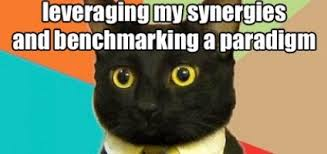 leveraging my synergies
and benchmarking a paradigm